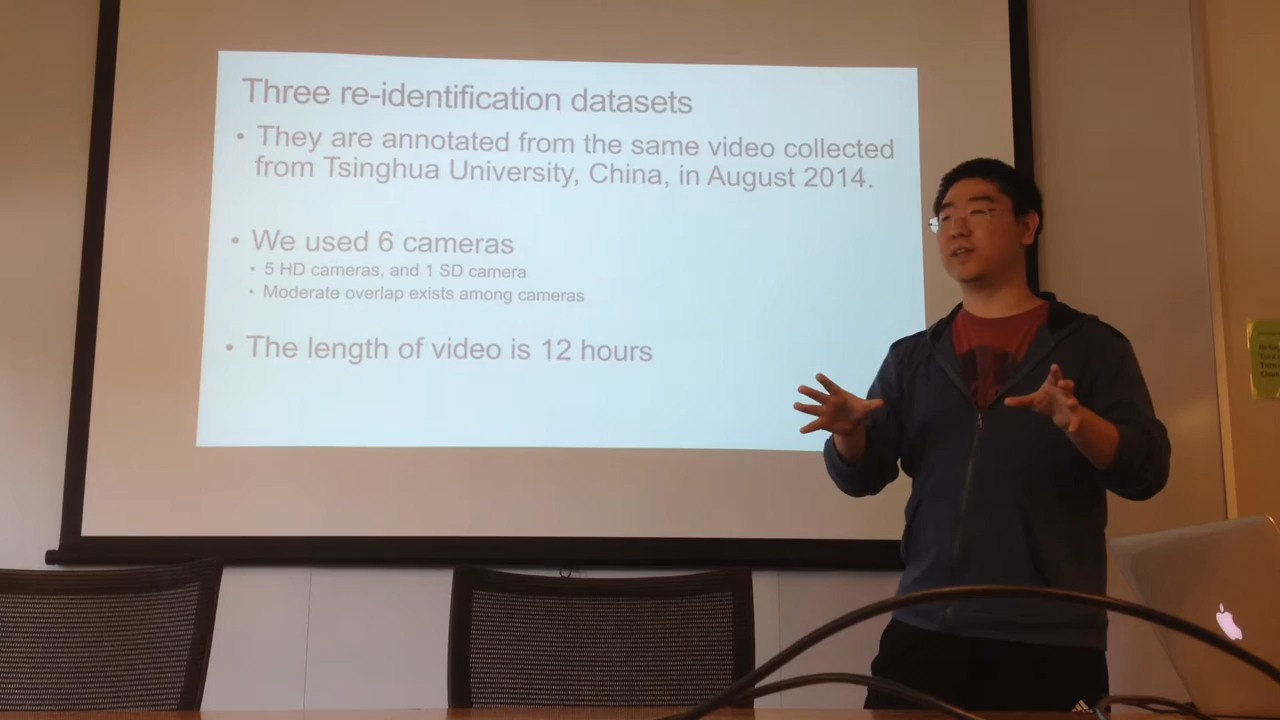 Three re-identification datasets
• They are annotated from the same video collected
from Tsinghua University, China, in August 2014.
• We used 6 cameras
• 5 HD cameras, and 1 SD camera
• Moderate overlap exists among cameras
• The length of video is 12 hours